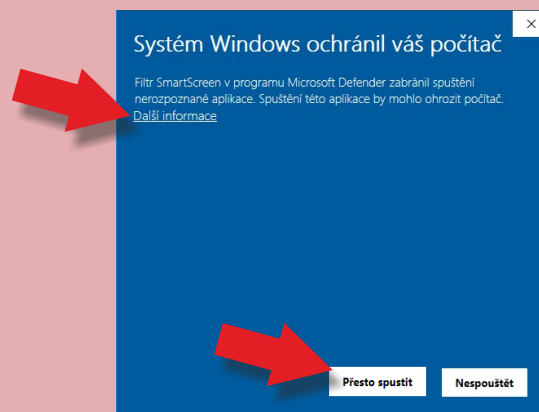 Systém Windows ochránil váš počítač
Filtr SmartScreen v programu Microsoft Defender zabránil spuštění
nerozpoznané aplikace. Spuštění této aplikace by mohlo ohrozit počítač.
Další informace
Přesto spustit
Nespouštět